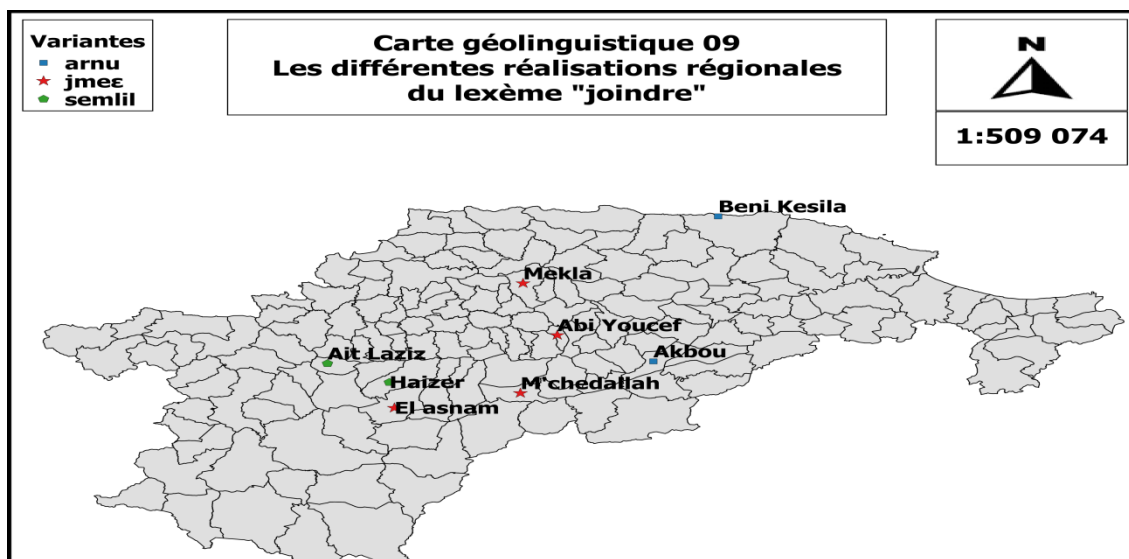 Variantes
arnu
jmeɛ
semlil
Carte géolinguistique 09
Les différentes réalisations régionales
du lexème "joindre"
N
1:509 074
Beni Kesila
Mekla
Abi Youcef
Ait Laziz
Akbou
Haizer
M'chedallah
El asnam